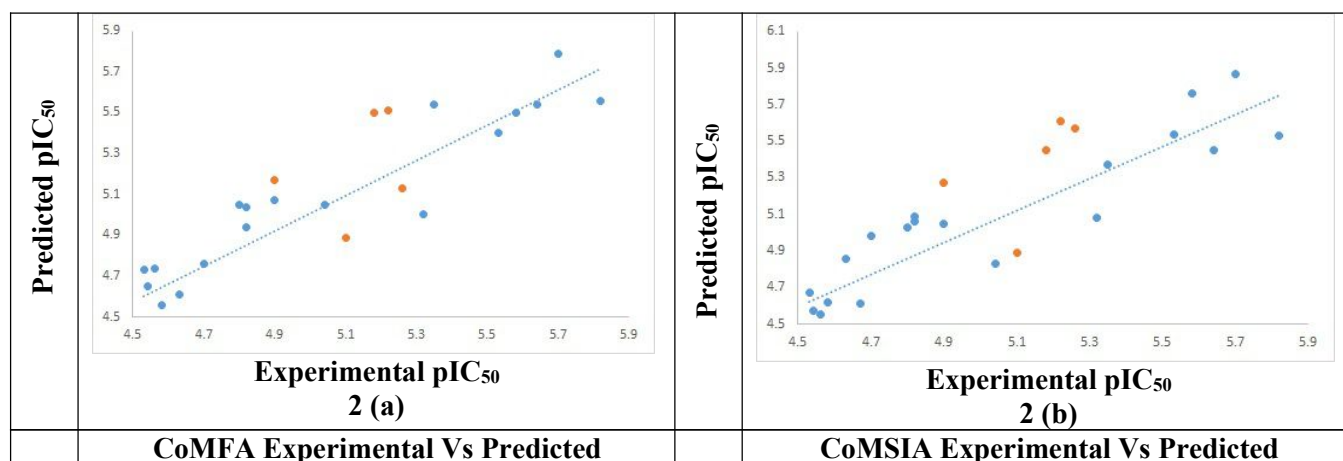 5.9
5.7
5.5
5.3
5.1
4.9
4.7
4.5
4.5 4.7 4.9 5.1 5.3 5.5 5.7 5.9
Predicted pIC50
Experimental pIC50
2 (a)
6.1
5.9
5.7
5.5
5.3
5.1
4.9
4.7
4.5
4.5 4.7 4.9 5.1 5.3 5.5 5.7 5.9
Predicted pIC50
Experimental pIC50
2 (b)
CoMFA Experimental Vs Predicted
CoMSIA Experimental Vs Predicted